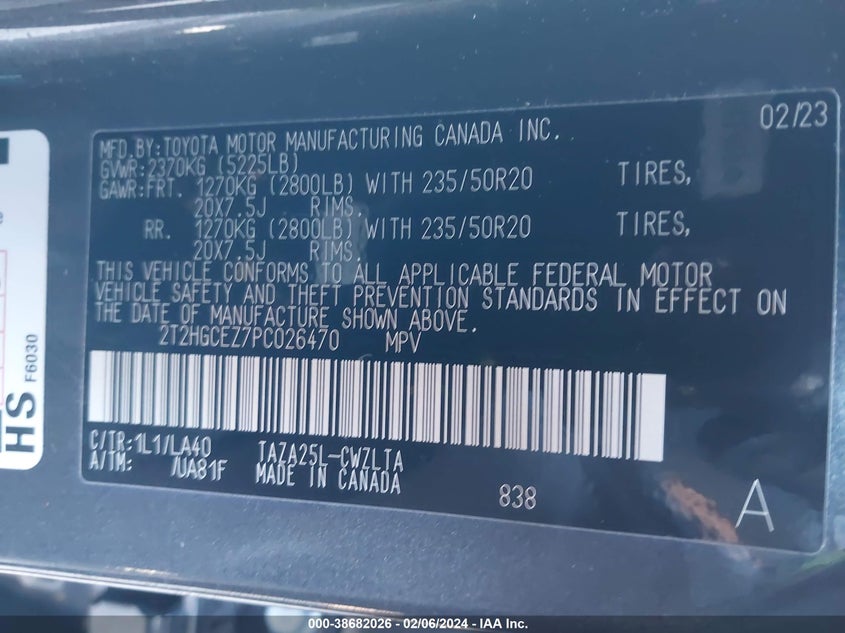 02/23
MFD.BY:TOYOTA MOTOR MANUFACTURING CANADA INC.
GVWR:2370KG (5225LB)
GAWR:FRT. 1270KG (2800LB) WITH 235/50R20 TIRES,
20X7.5J RIMS.
RR. 1270KG (2800LB) WITH 235/50R20 TIRES,
20X7.5J RIMS.
THIS VEHICLE CONFORMS TO ALL APPLICABLE FEDERAL MOTOR
VEHICLE SAFETY AND THEFT PREVENTION STANDARDS IN EFFECT ON
THE DATE OF MANUFACTURE SHOWN ABOVE.
2T2HGCEZ7PC026470 MPV
C/TR:1L1/LA40 TAZA25L-CWZLTA
A/TM: /UA81F MADE IN CANADA
838
A
HS
F6030
000-38682026 - 02/06/2024 - IAA Inc.